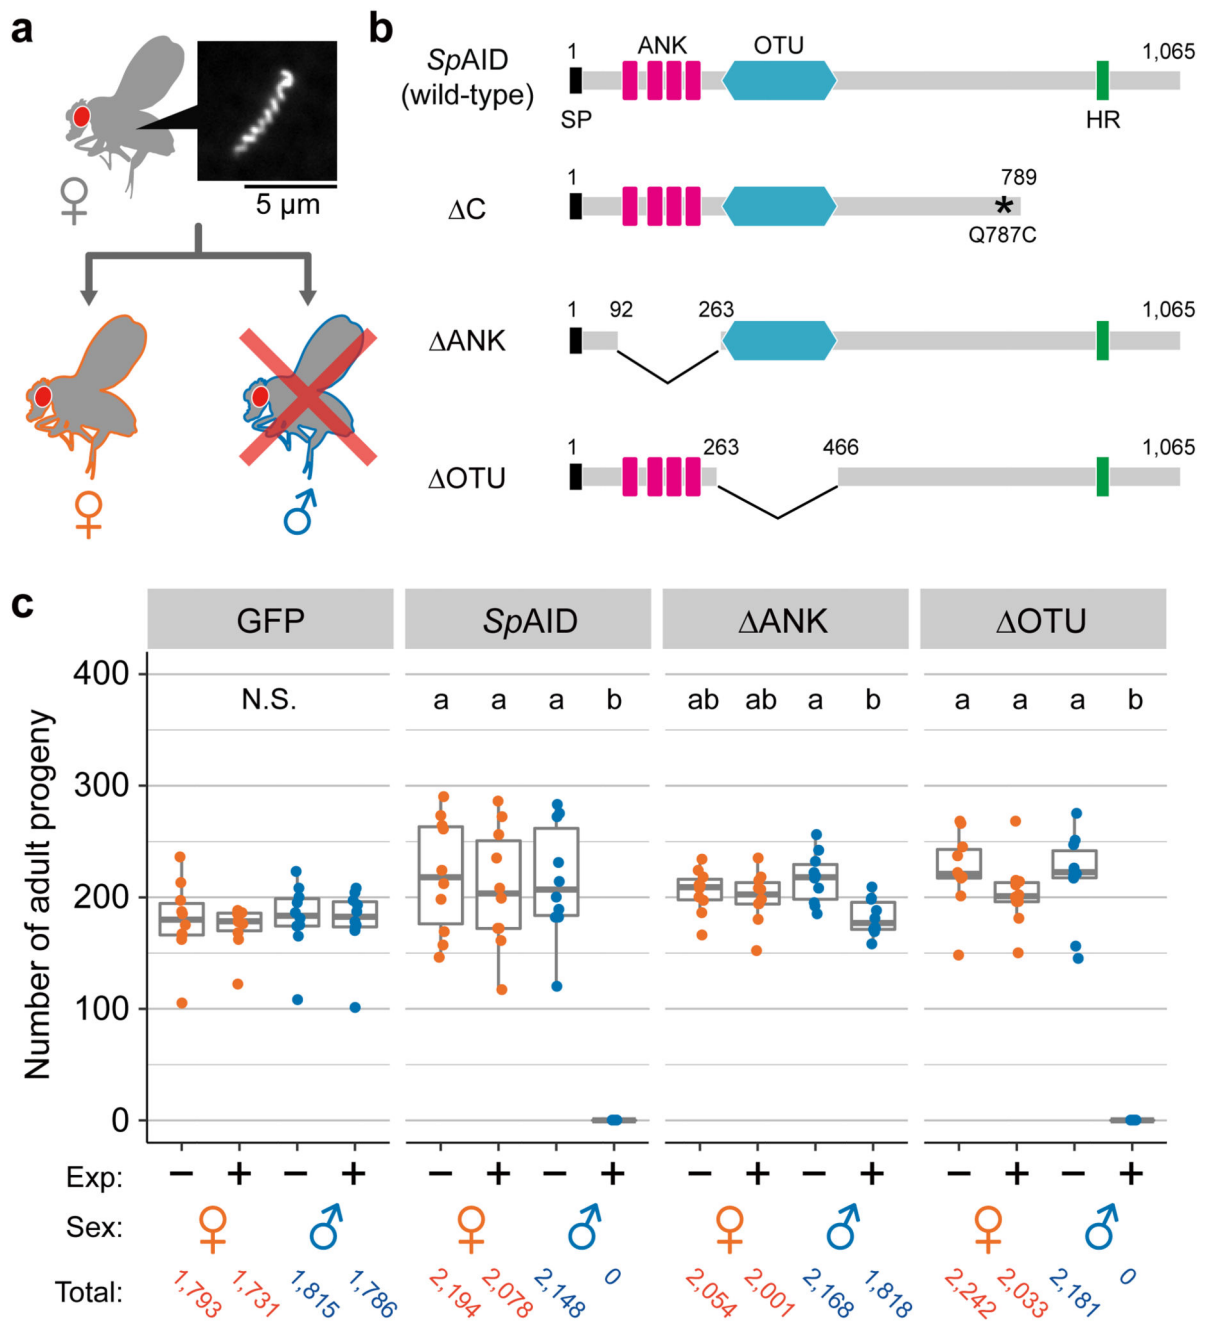 a
5 µm
♀
♀
♂
b
SpAID
(wild-type)
1
ANK
OTU
1,065
SP
HR
ΔC
1
789
*
Q787C
ΔANK
1
92
263
1,065
ΔOTU
1
263
466
1,065
c
GFP
SpAID
ΔANK
ΔOTU
Number of adult progeny
400
300
200
100
0
N.S.
a a a b
ab ab a b
a a a b
Exp: − + − + − + − + − + − + − + − +
Sex: ♀ ♂ ♀ ♂ ♀ ♂ ♀ ♂
Total: 1,793 1,731 1,815 1,786 2,194 2,078 2,148 0 2,054 2,001 2,168 1,818 2,242 2,033 2,181 0